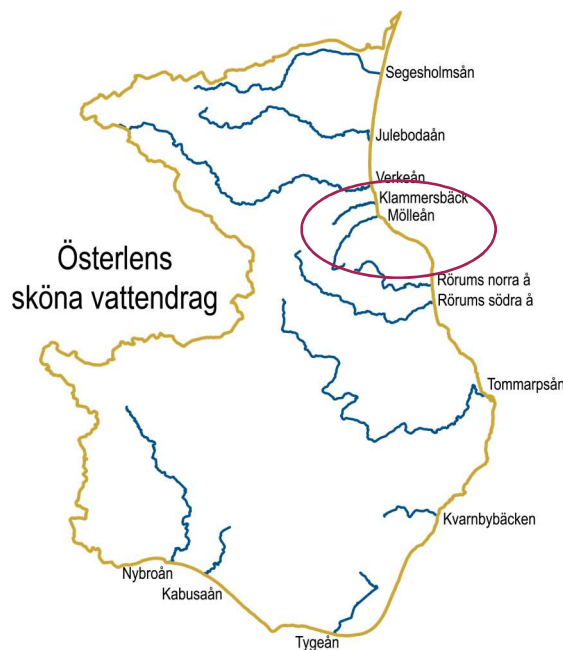 Segesholmsån
Julebodaån
Verkeån
Klammersbäck
Mölleån
Österlens
sköna vattendrag
Rörums norra å
Rörums södra å
Tommarpsån
Kvarnbybäcken
Nybroån
Kabusaån
Tygeån